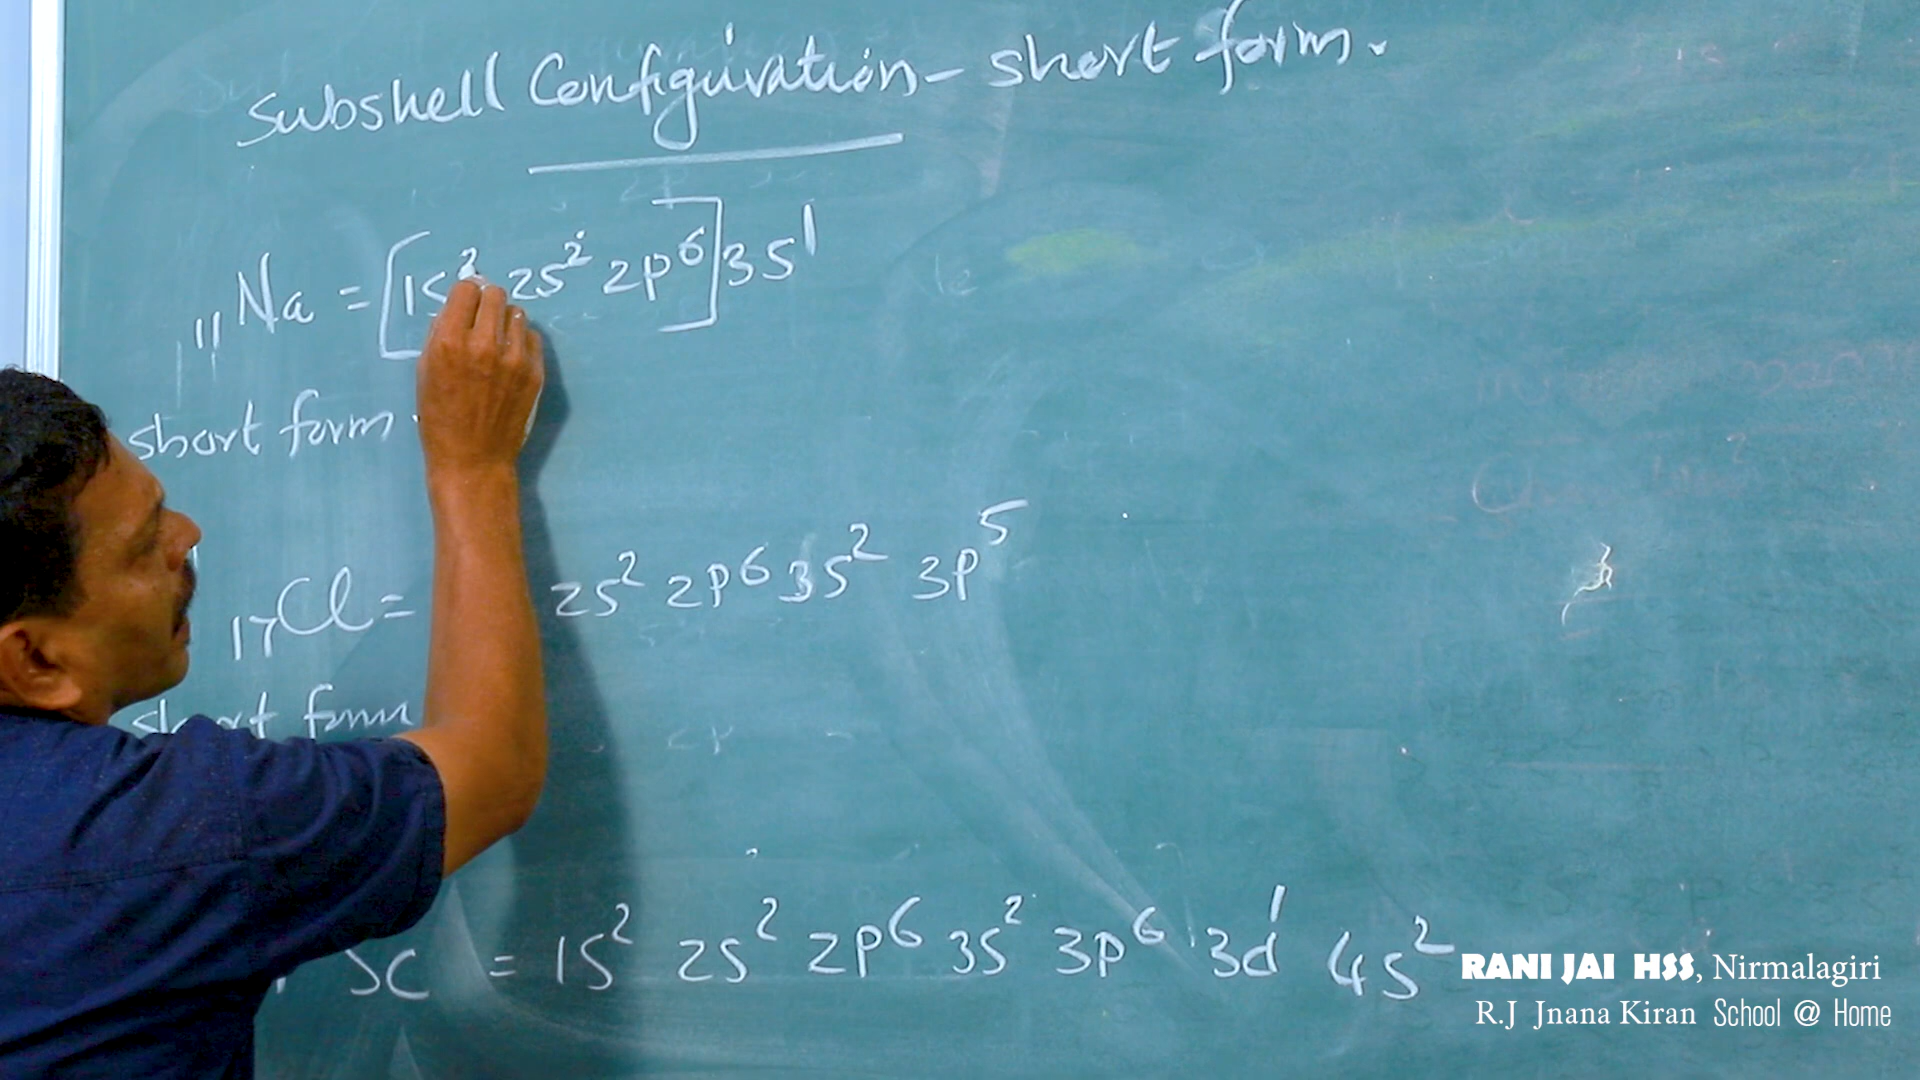 Subshell Configuration - short form.
₁₁Na = [1s² 2s² 2p⁶] 3s¹
short form.
₁₇Cl = 2s² 2p⁶ 3s² 3p⁵
short form
Sc = 1s² 2s² 2p⁶ 3s² 3p⁶ 3d¹ 4s²
RANI JAI HSS, Nirmalagiri
R.J Jnana Kiran School @ Home